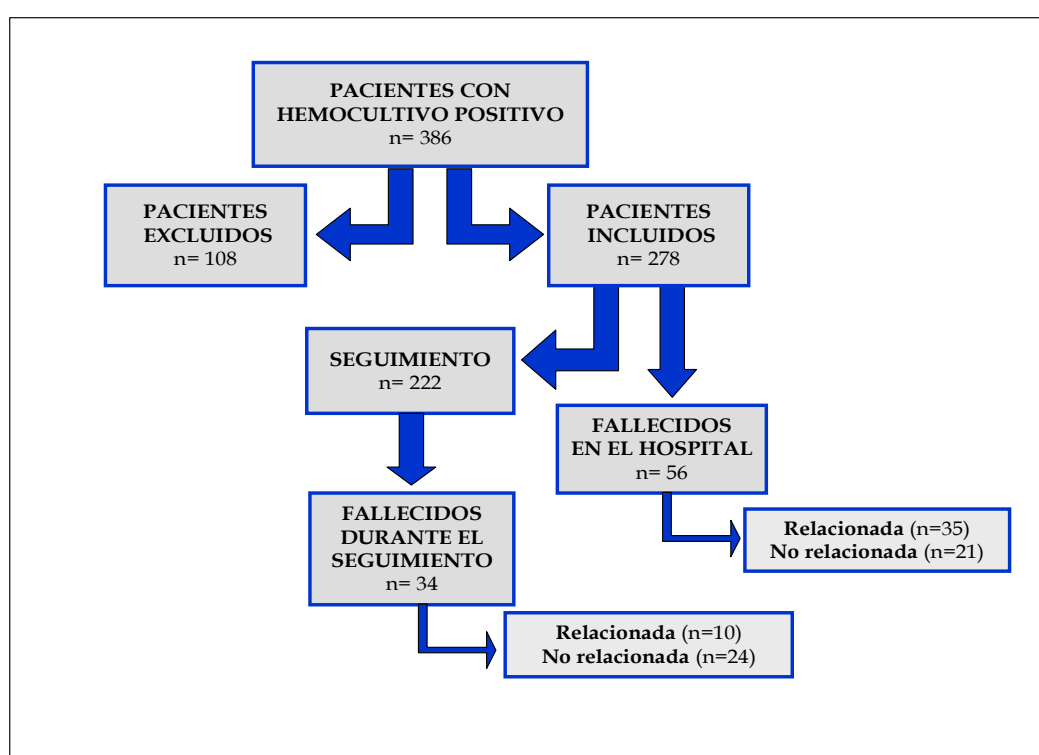 PACIENTES CON
HEMOCULTIVO POSITIVO
n= 386
PACIENTES
EXCLUIDOS
n= 108
PACIENTES
INCLUIDOS
n= 278
SEGUIMIENTO
n= 222
FALLECIDOS
EN EL HOSPITAL
n= 56
FALLECIDOS
DURANTE EL
SEGUIMIENTO
n= 34
Relacionada (n=35)
No relacionada (n=21)
Relacionada (n=10)
No relacionada (n=24)